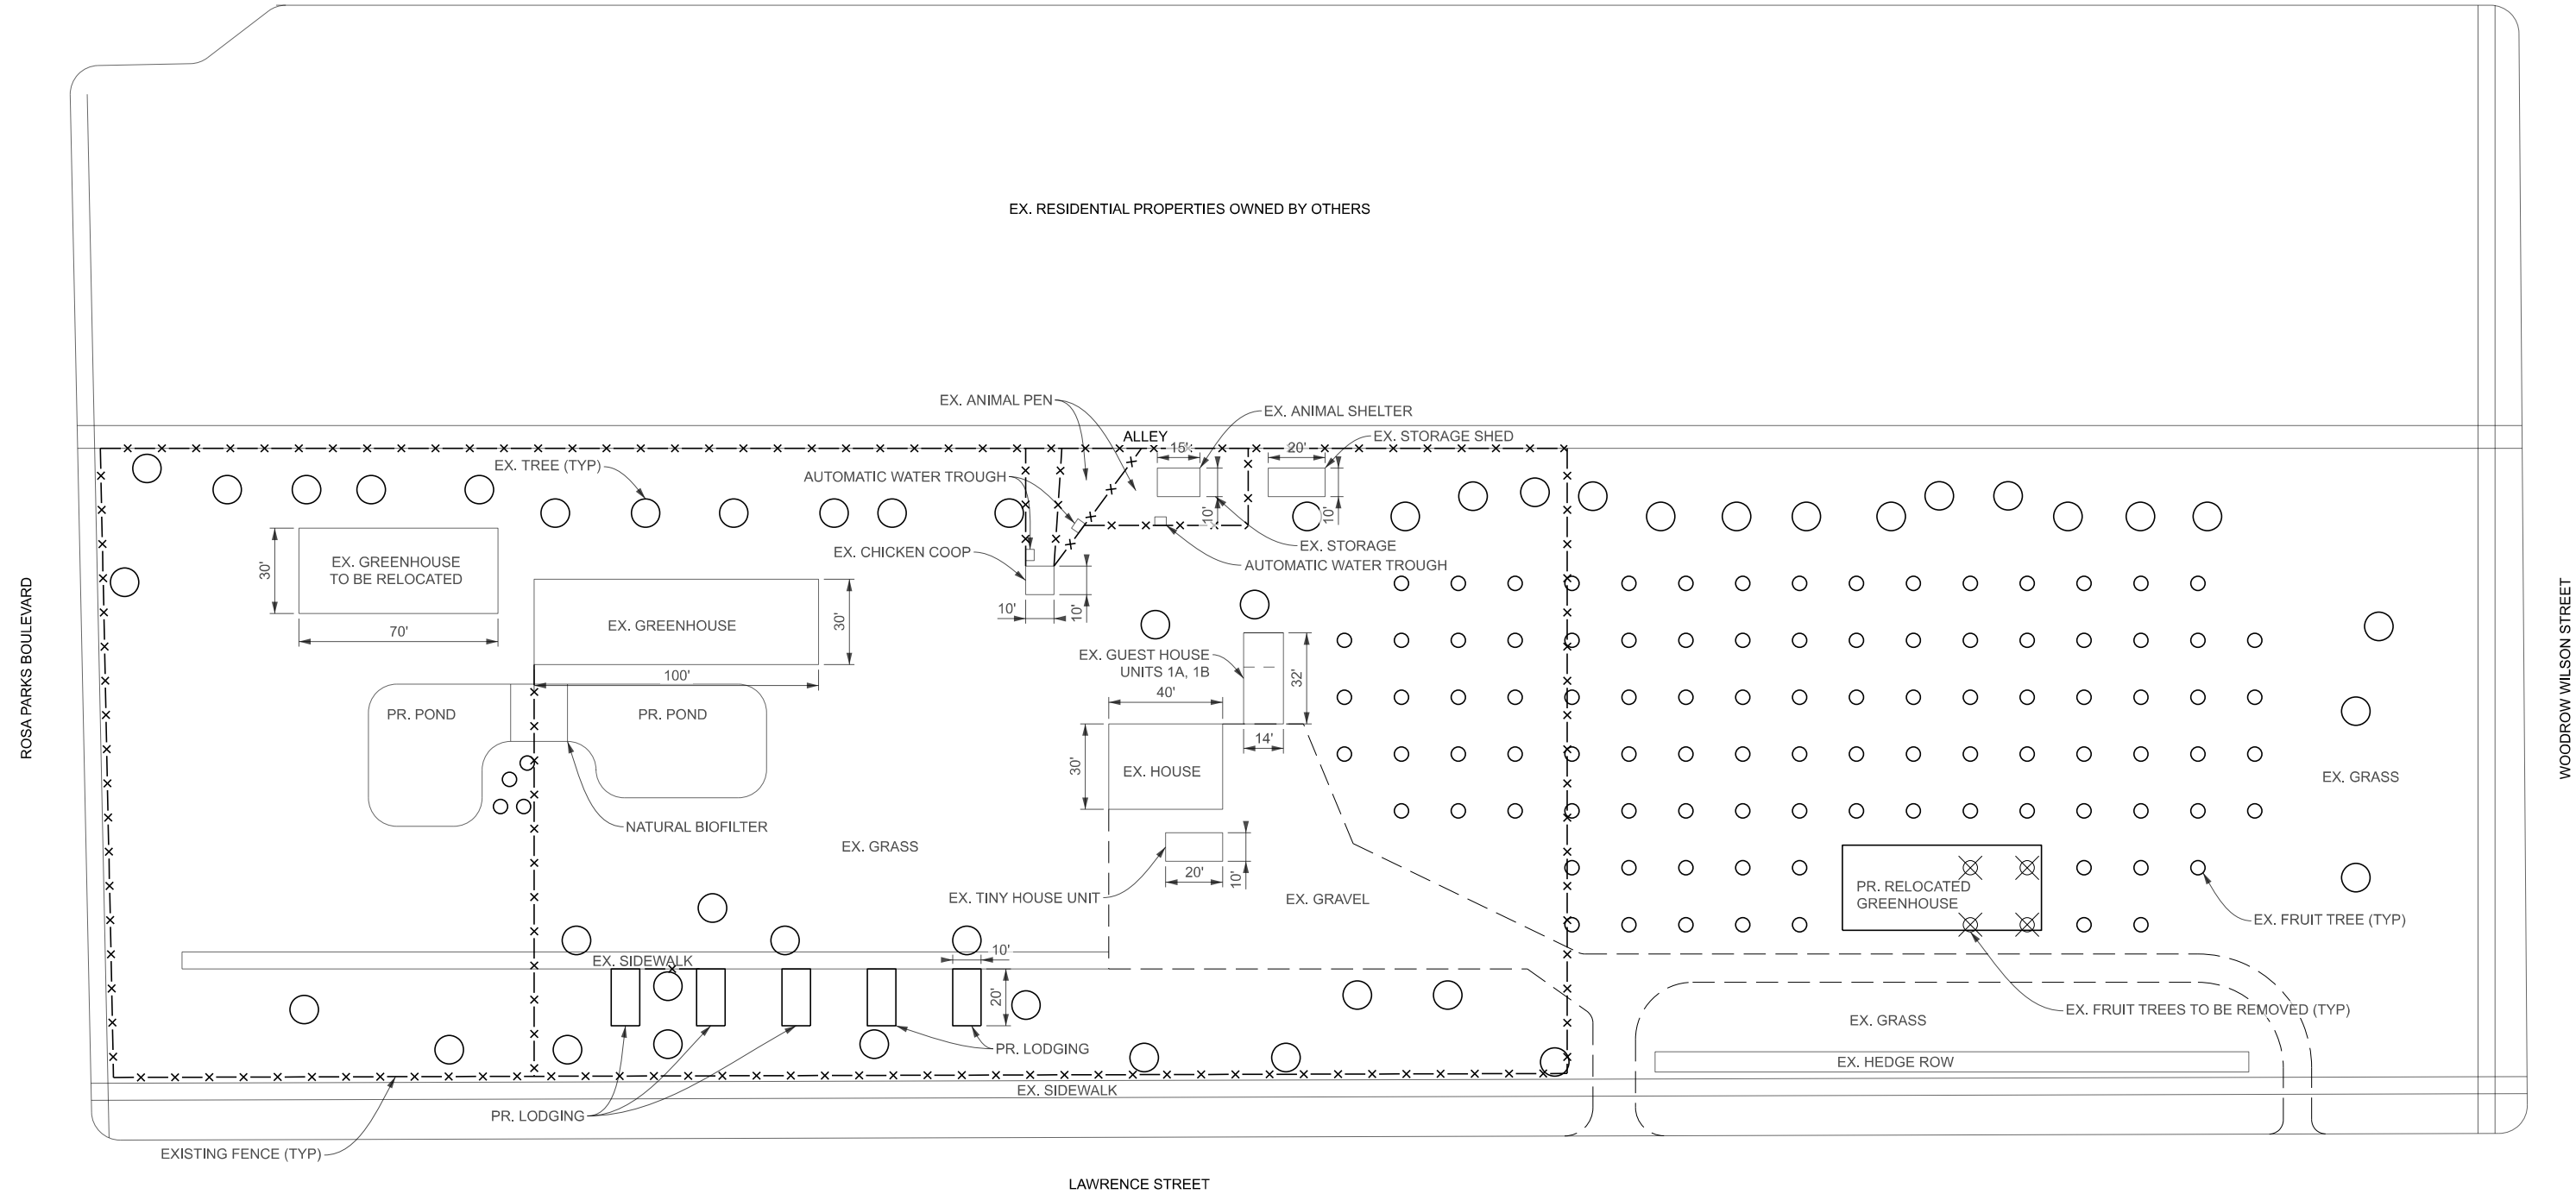 EX. RESIDENTIAL PROPERTIES OWNED BY OTHERS
EX. ANIMAL PEN
EX. ANIMAL SHELTER
ALLEY
EX. STORAGE SHED
15'
20'
EX. TREE (TYP)
AUTOMATIC WATER TROUGH
10'
10'
EX. STORAGE
EX. CHICKEN COOP
AUTOMATIC WATER TROUGH
30'
EX. GREENHOUSE
TO BE RELOCATED
70'
EX. GREENHOUSE
30'
100'
10'
10'
EX. GUEST HOUSE
UNITS 1A, 1B
32'
40'
14'
ROSA PARKS BOULEVARD
WOODROW WILSON STREET
PR. POND
PR. POND
30'
EX. HOUSE
EX. GRASS
NATURAL BIOFILTER
EX. GRASS
20'
10'
EX. TINY HOUSE UNIT
EX. GRAVEL
PR. RELOCATED
GREENHOUSE
EX. FRUIT TREE (TYP)
10'
EX. SIDEWALK
20'
EX. FRUIT TREES TO BE REMOVED (TYP)
EX. GRASS
PR. LODGING
EX. HEDGE ROW
EX. SIDEWALK
PR. LODGING
EXISTING FENCE (TYP)
LAWRENCE STREET